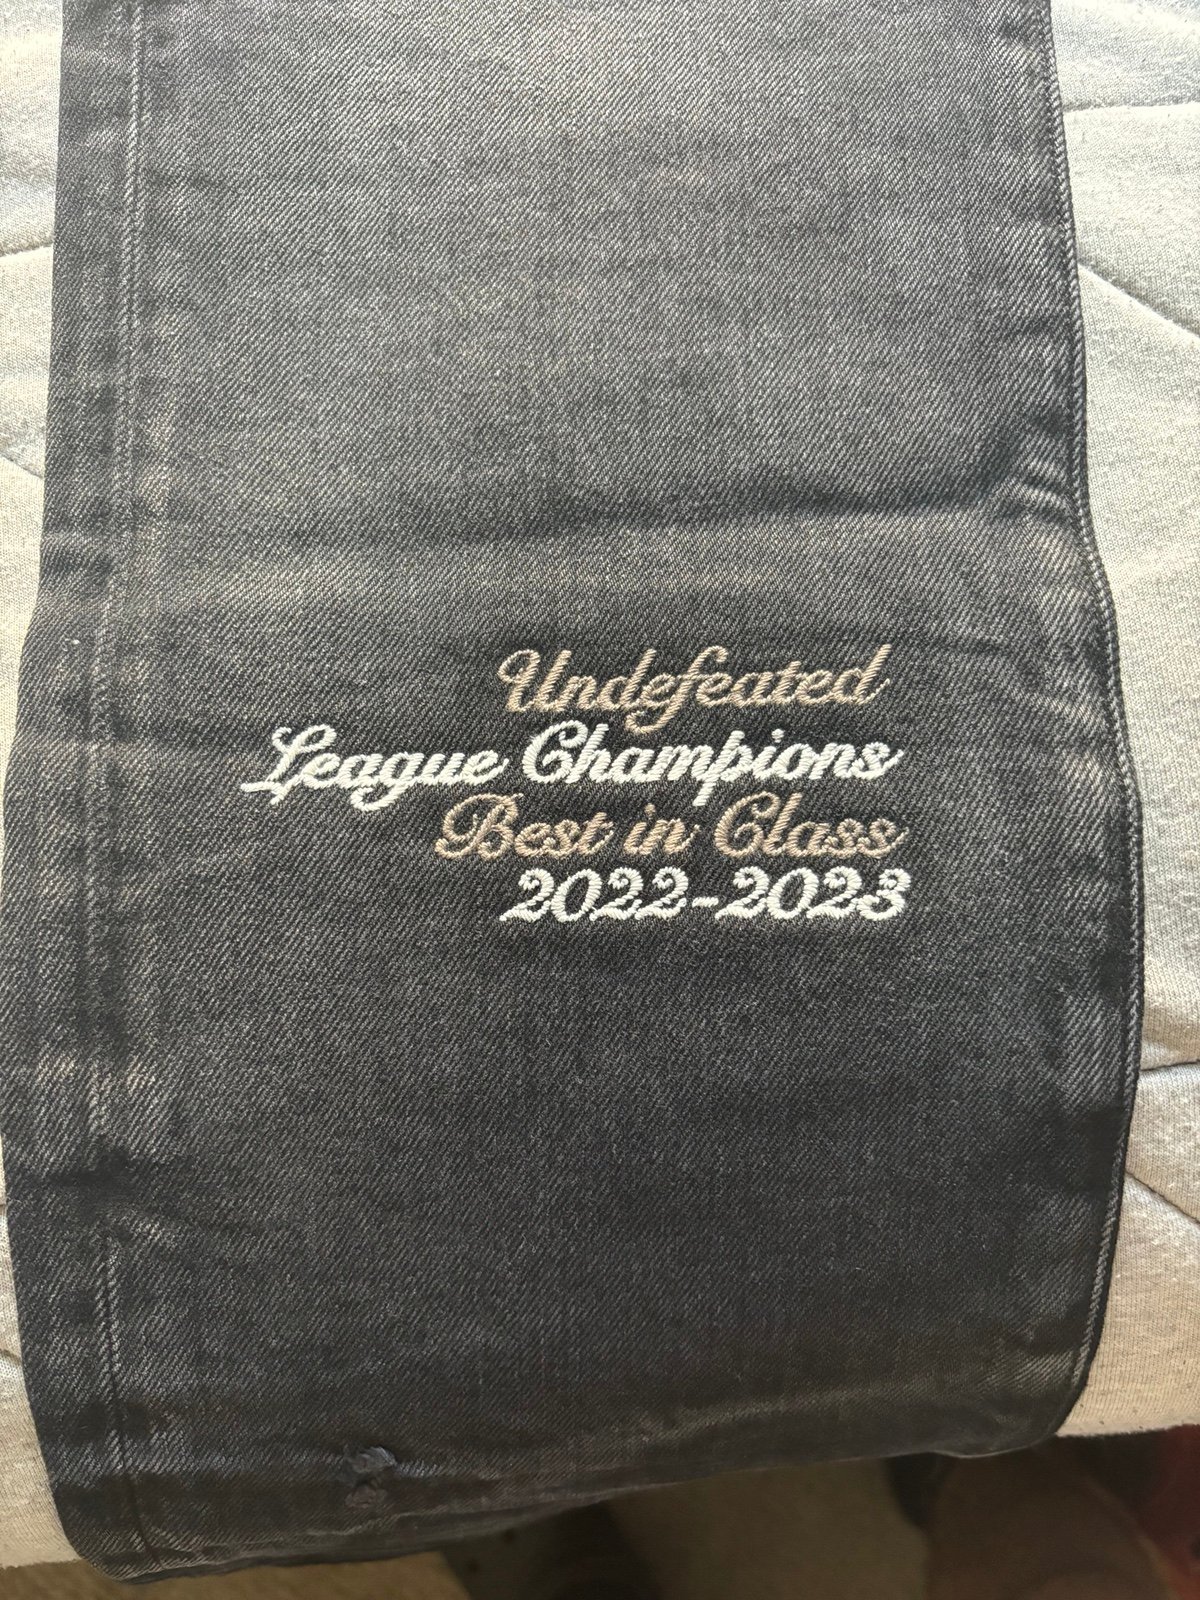 Undefeated
League Champions
Best in Class
2022-2023